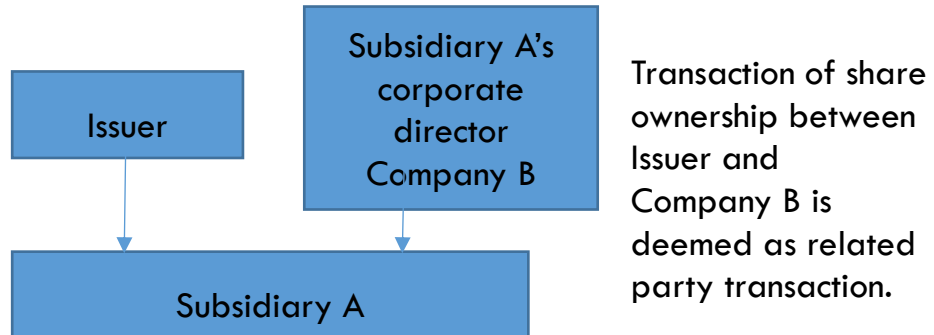 Issuer
Subsidiary A's
corporate
director
Company B
Transaction of share
ownership between
Issuer and
Company B is
deemed as related
party transaction.
Subsidiary A